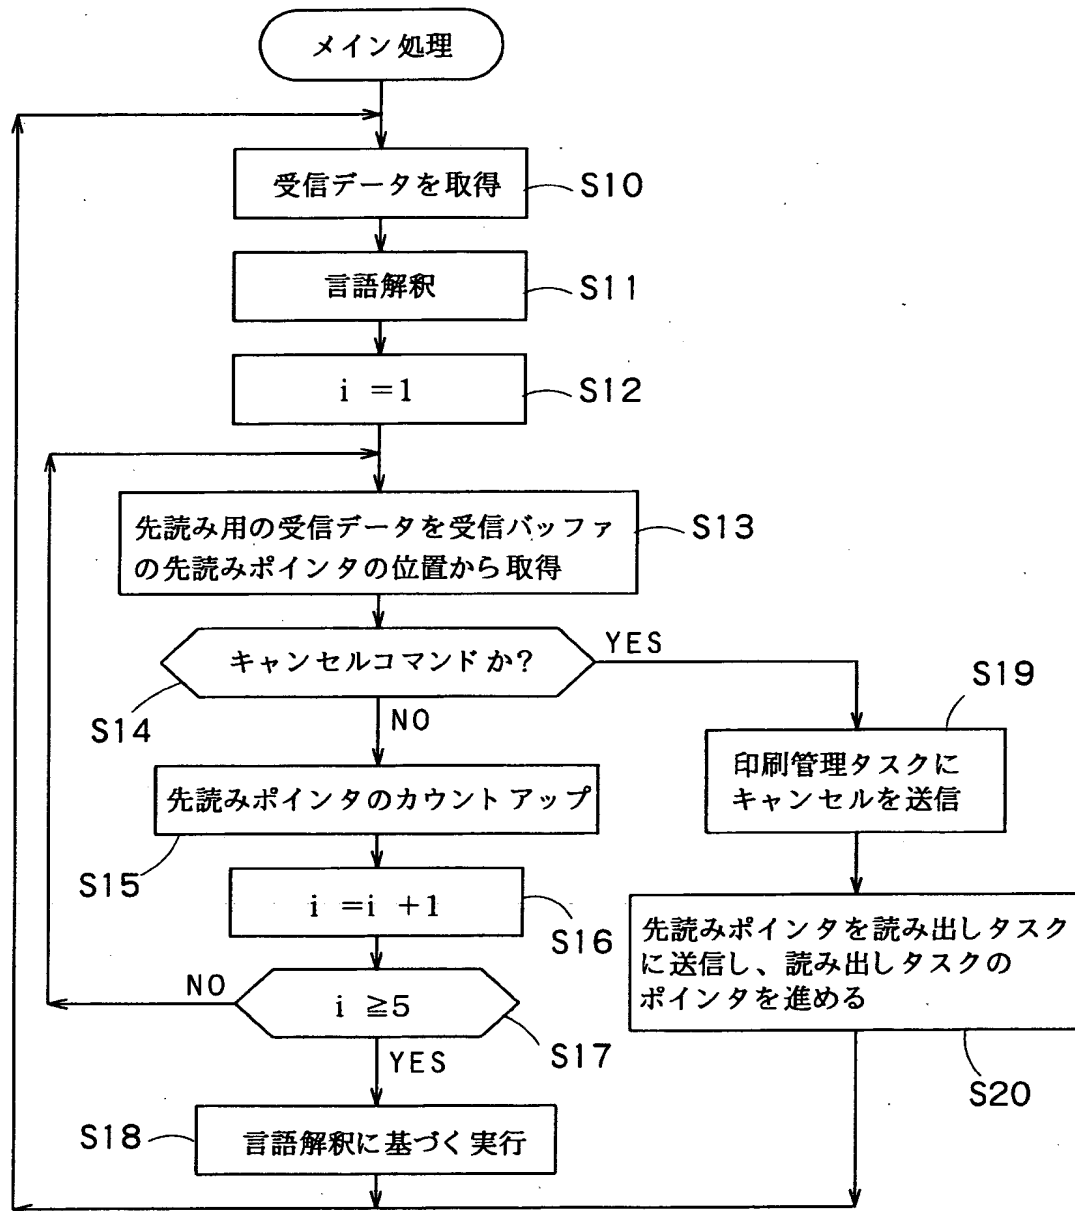 メイン処理
受信データを取得
S10
言語解釈
S11
i =1
S12
先読み用の受信データを受信バッファ
の先読みポインタの位置から取得
S13
キャンセルコマンドか?
YES
S14
NO
S19
印刷管理タスクに
キャンセルを送信
先読みポインタのカウントアップ
S15
i =i +1
S16
先読みポインタを読み出しタスク
に送信し、読み出しタスクの
ポインタを進める
S20
NO
i ≧5
S17
YES
S18
言語解釈に基づく実行